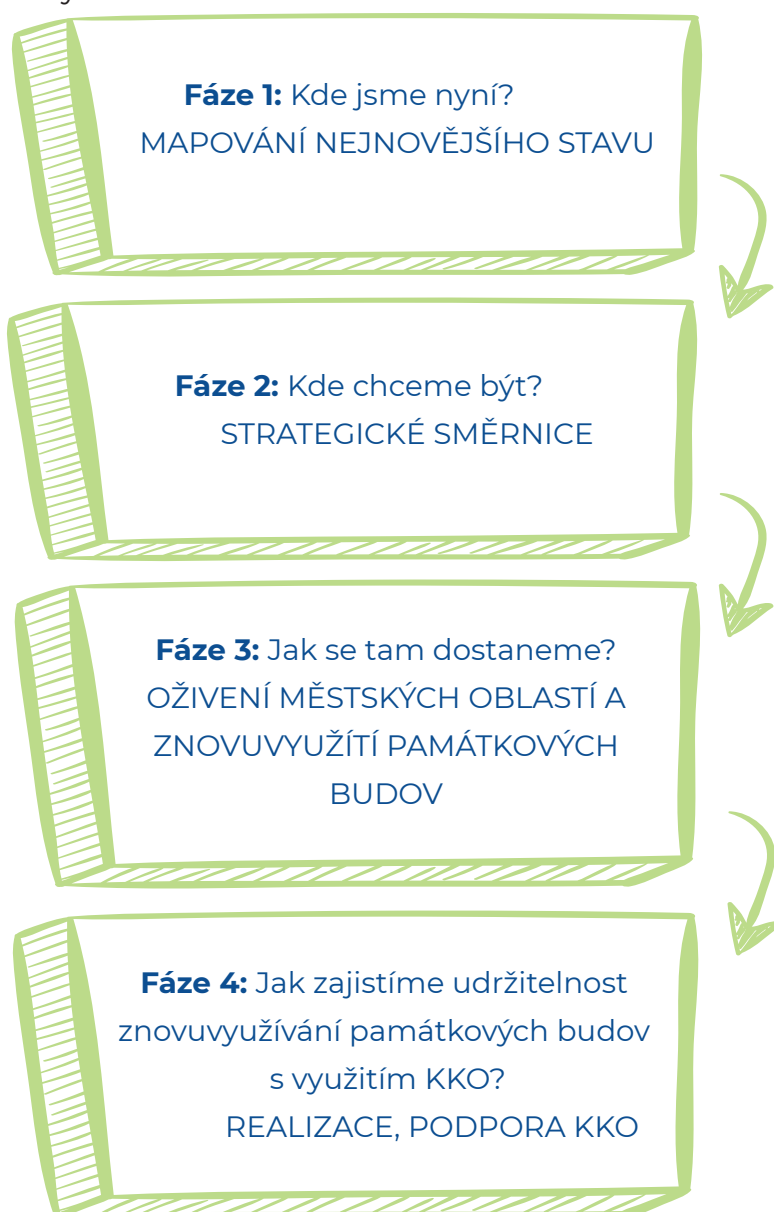 Fáze 1: Kde jsme nyní?
MAPOVÁNÍ NEJNOVĚJŠÍHO STAVU
Fáze 2: Kde chceme být?
STRATEGICKÉ SMĚRNICE
Fáze 3: Jak se tam dostaneme?
OŽIVENÍ MĚSTSKÝCH OBLASTÍ A
ZNOVUVYUŽÍTÍ PAMÁTKOVÝCH
BUDOV
Fáze 4: Jak zajistíme udržitelnost
znovuvyužívání památkových budov
s využitím KKO?
REALIZACE, PODPORA KKO